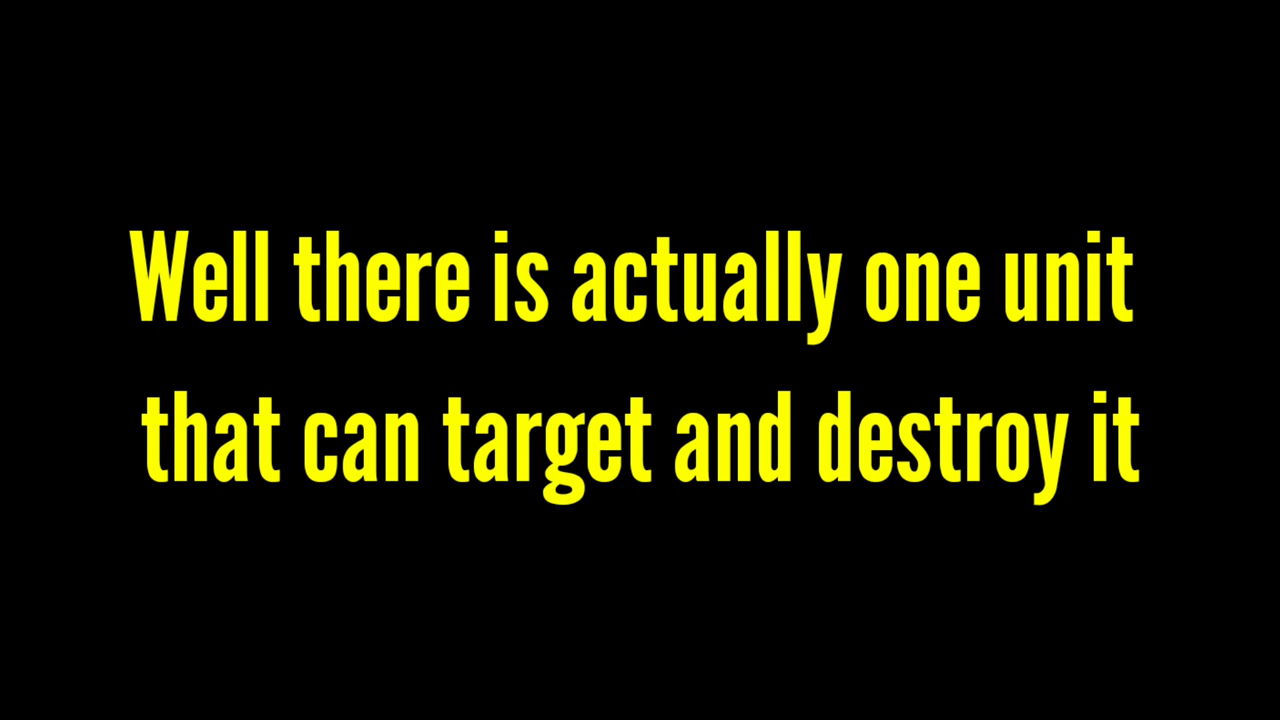 Well there is actually one unit
that can target and destroy it